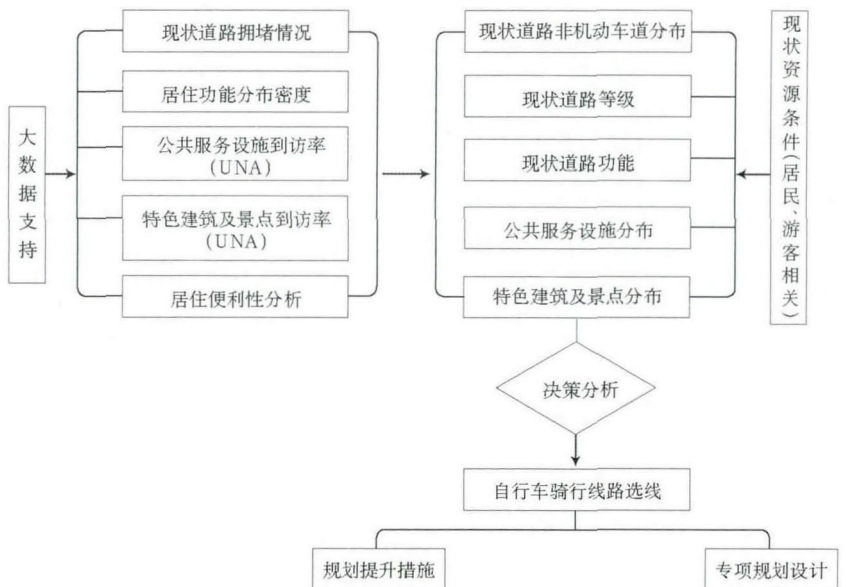 大数据支持
现状道路拥堵情况
居住功能分布密度
公共服务设施到访率
(UNA)
特色建筑及景点到访率
(UNA)
居住便利性分析
现状道路非机动车道分布
现状道路等级
现状道路功能
公共服务设施分布
特色建筑及景点分布
现状资源条件(居民、游客相关)
决策分析
自行车骑行线路选线
规划提升措施
专项规划设计